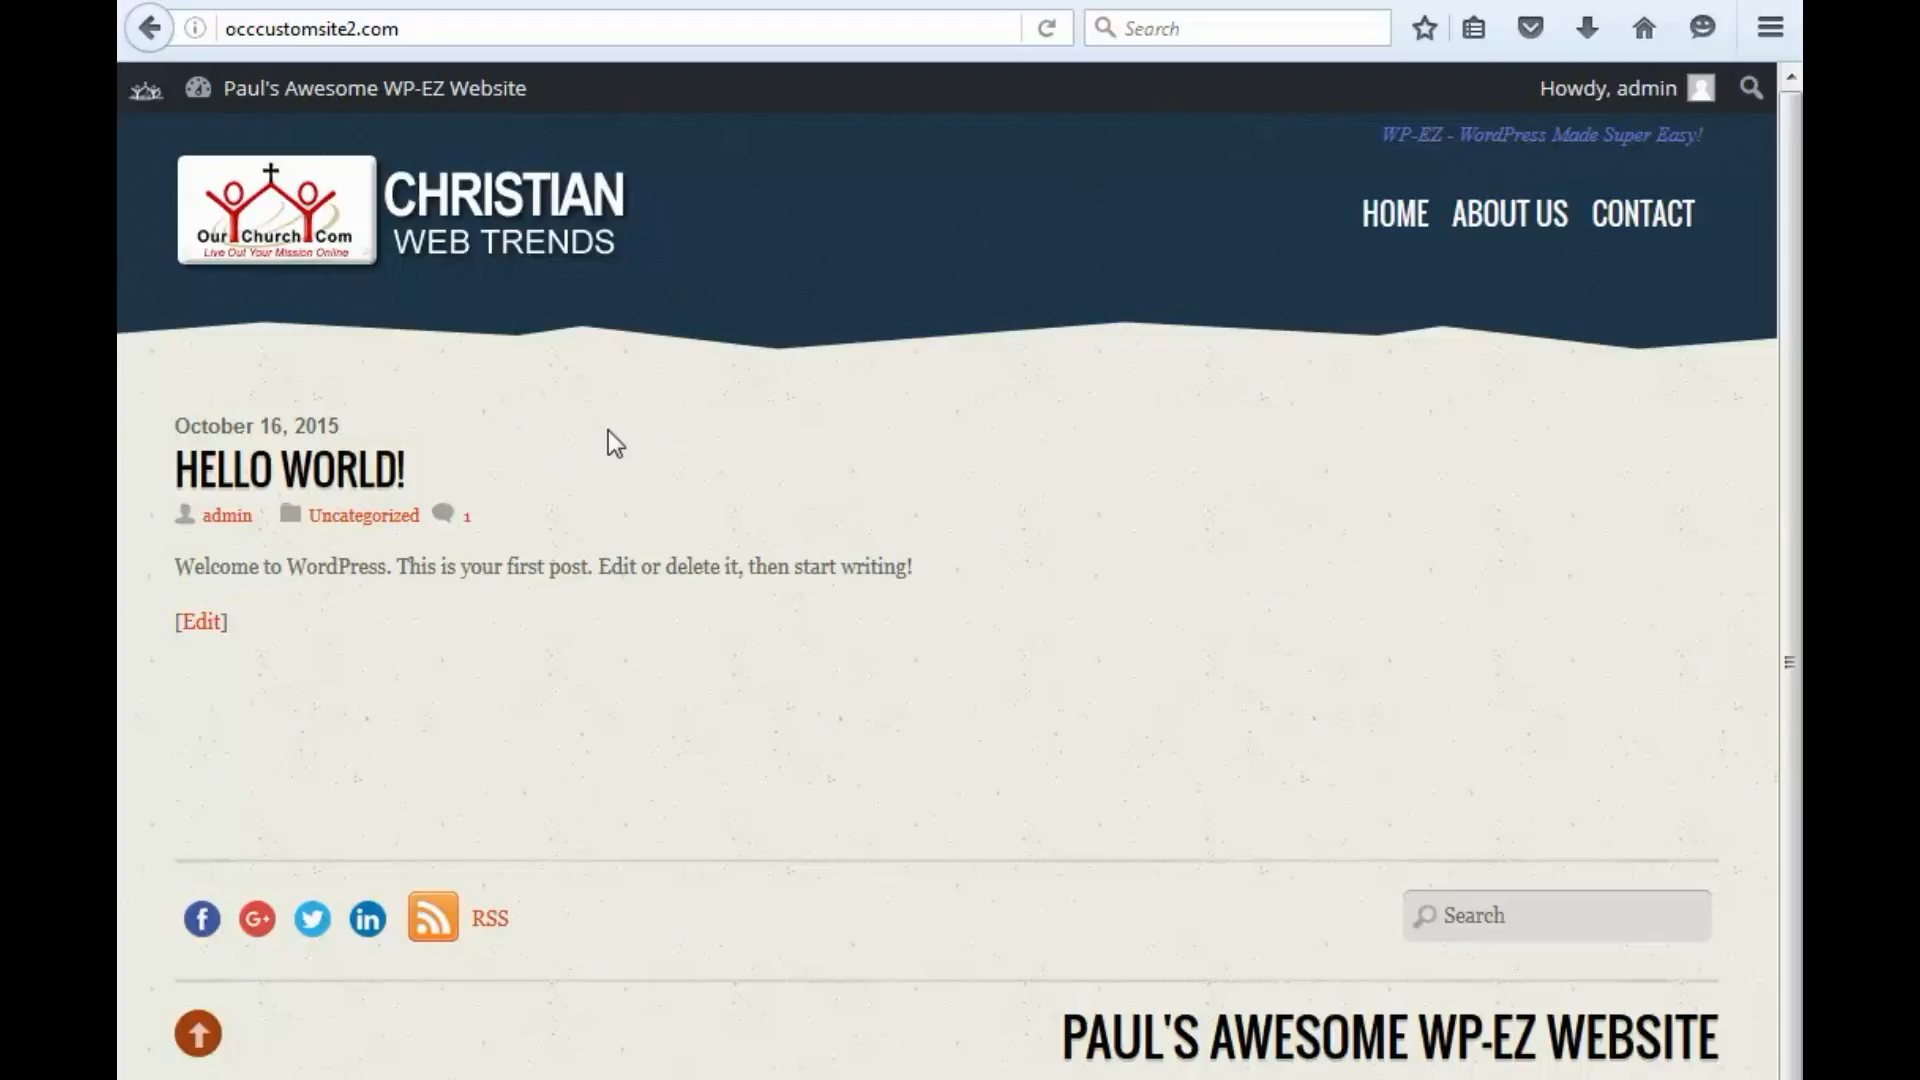 occcustomsite2.com
Search
Paul's Awesome WP-EZ Website
Howdy, admin
WP-EZ - WordPress Made Super Easy!
Our Church Com
Live Out Your Mission Online
CHRISTIAN
WEB TRENDS
HOME ABOUT US CONTACT
October 16, 2015
HELLO WORLD!
admin Uncategorized 1
Welcome to WordPress. This is your first post. Edit or delete it, then start writing!
[Edit]
f G+ in RSS
Search
PAUL'S AWESOME WP-EZ WEBSITE